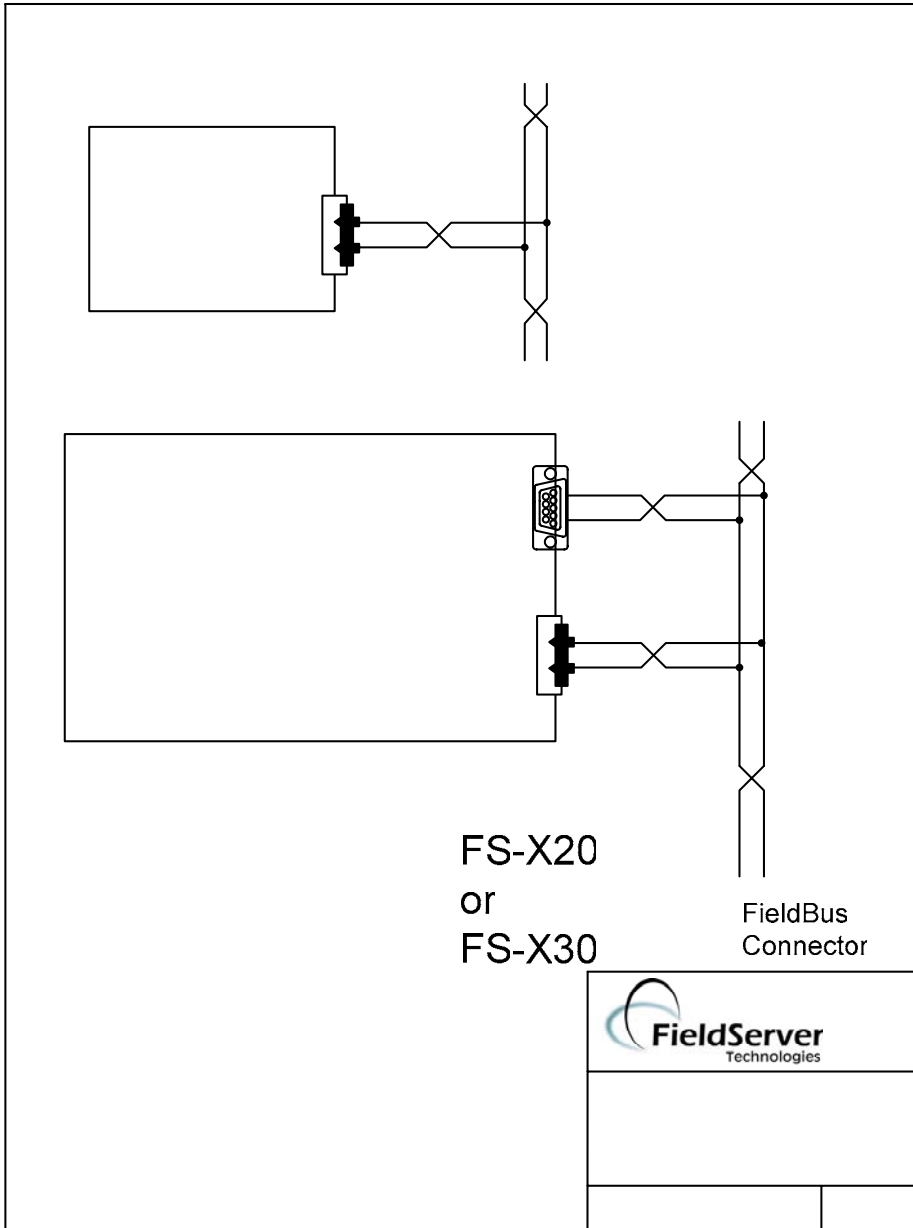 FS-X20
or
FS-X30
FieldBus
Connector
FieldServer
Technologies